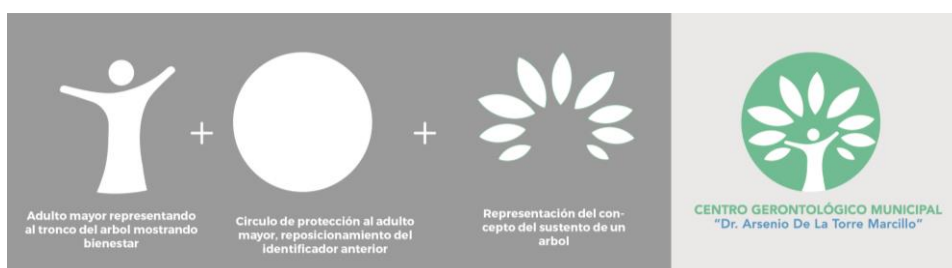 Adulto mayor representando
al tronco del arbol mostrando
bienestar
+
Circulo de protección al adulto
mayor, reposicionamiento del
identificador anterior
+
Representación del con-
cepto del sustento de un
arbol
CENTRO GERONTOLÓGICO MUNICIPAL
"Dr. Arsenio De La Torre Marcillo"